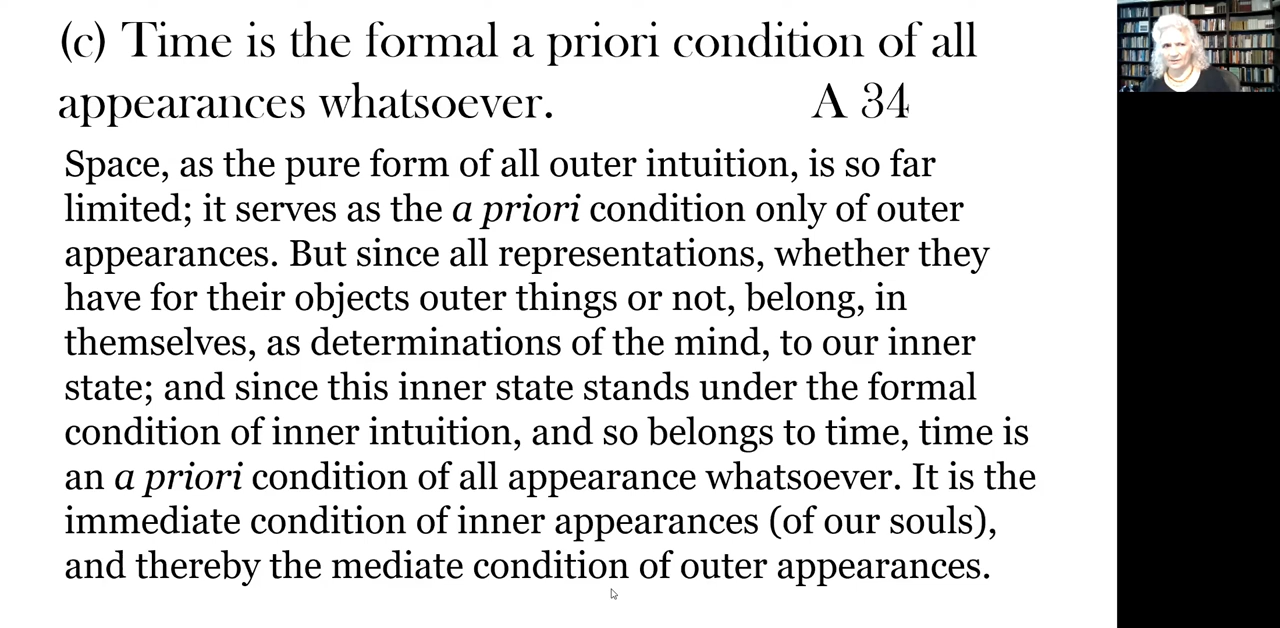 (c) Time is the formal a priori condition of all
appearances whatsoever. A 34
Space, as the pure form of all outer intuition, is so far
limited; it serves as the a priori condition only of outer
appearances. But since all representations, whether they
have for their objects outer things or not, belong, in
themselves, as determinations of the mind, to our inner
state; and since this inner state stands under the formal
condition of inner intuition, and so belongs to time, time is
an a priori condition of all appearance whatsoever. It is the
immediate condition of inner appearances (of our souls),
and thereby the mediate condition of outer appearances.